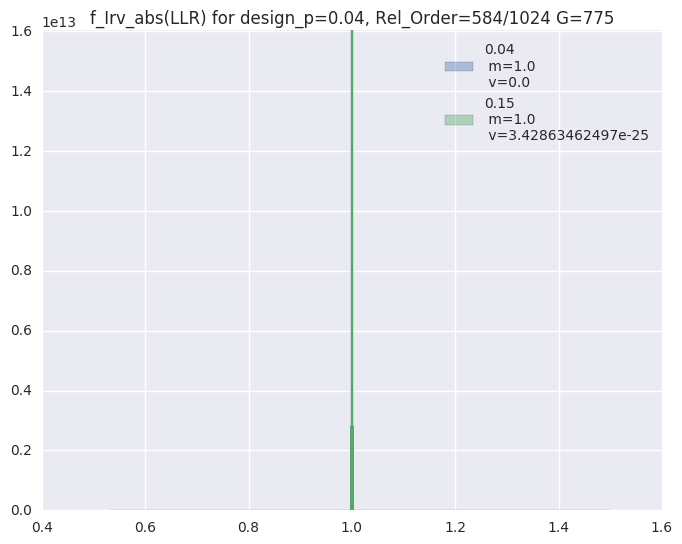 f_Irv_abs(LLR) for design_p=0.04, Rel_Order=584/1024 G=775
1e13
1.6
1.4
1.2
1.0
0.8
0.6
0.4
0.2
0.0
0.04
m=1.0
v=0.0
0.15
m=1.0
v=3.42863462497e-25
0.4 0.6 0.8 1.0 1.2 1.4 1.6